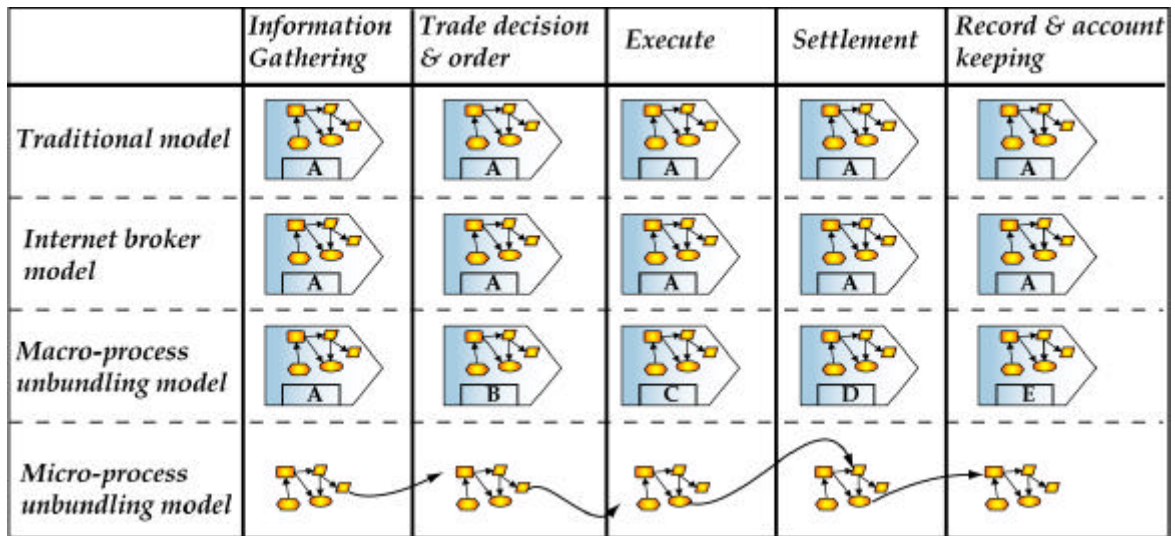 Information
Gathering
Trade decision
& order
Execute
Settlement
Record & account
keeping
Traditional model
A
A
A
A
A
Internet broker
model
A
A
A
A
A
Macro-process
unbundling model
A
B
C
D
E
Micro-process
unbundling model